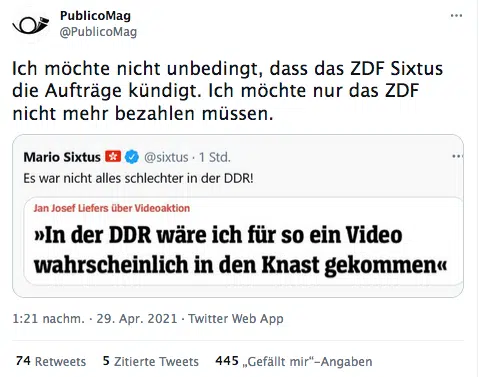 PublicoMag
@PublicoMag
Ich möchte nicht unbedingt, dass das ZDF Sixtus
die Aufträge kündigt. Ich möchte nur das ZDF
nicht mehr bezahlen müssen.
Mario Sixtus @sixtus · 1 Std.
Es war nicht alles schlechter in der DDR!
Jan Josef Liefers über Videoaktion
»In der DDR wäre ich für so ein Video
wahrscheinlich in den Knast gekommen«
1:21 nachm. · 29. Apr. 2021 · Twitter Web App
74 Retweets 5 Zitierte Tweets 445 „Gefällt mir“-Angaben